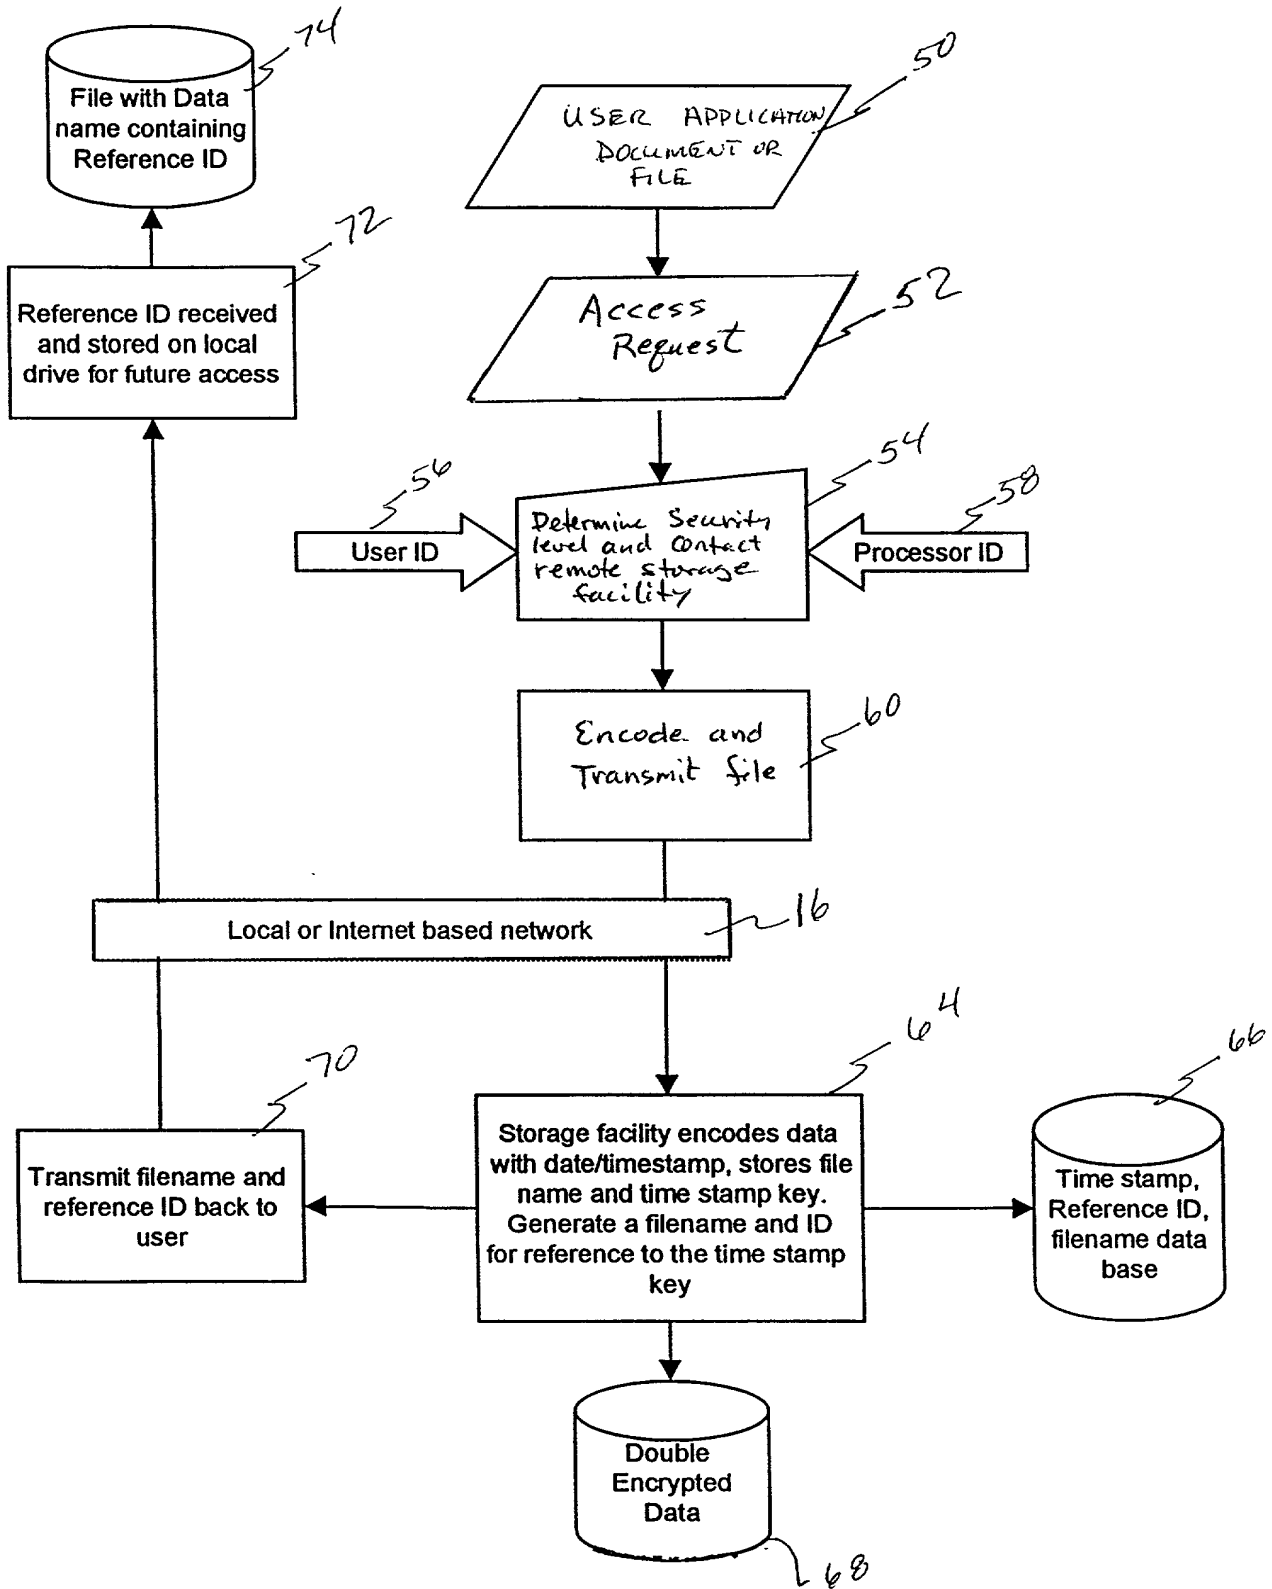 74
File with Data
name containing
Reference ID
50
USER APPLICATION
DOCUMENT OR
FILE
72
Reference ID received
and stored on local
drive for future access
52
Access
Request
56
User ID
54
Determine Security
level and Contact
remote storage
facility
58
Processor ID
60
Encode and
Transmit file
16
Local or Internet based network
64
Storage facility encodes data
with date/timestamp, stores file
name and time stamp key.
Generate a filename and ID
for reference to the time stamp
key
66
Time stamp,
Reference ID,
filename data
base
70
Transmit filename and
reference ID back to
user
Double
Encrypted
Data
68